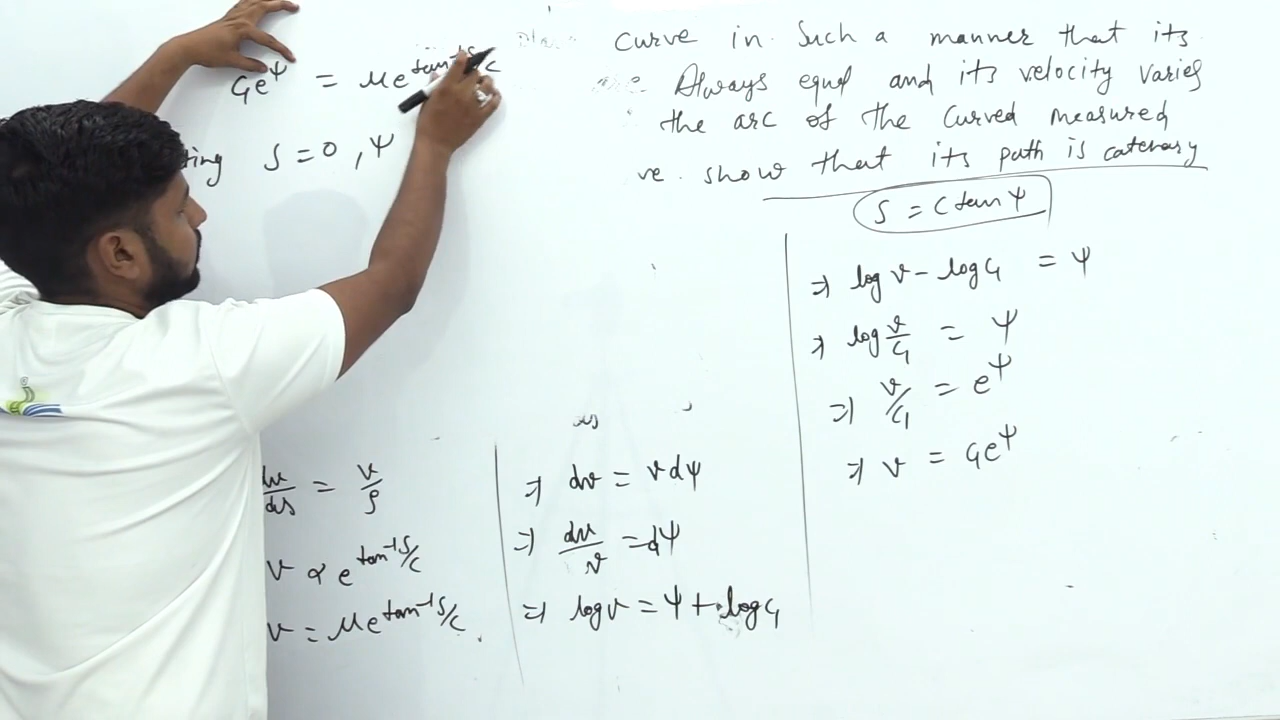 curve in such a manner that its
Always equal and its velocity varies
the arc of the curved measured
ve. show that its path is catenary
S = C tan Ψ
C₁e^Ψ = μe^{tan⁻¹ S/C}
ting S = 0, Ψ
dv/ds = v/ρ
v ∝ e^{tan⁻¹ S/C}
v = μe^{tan⁻¹ S/C}.
⇒ dv = v dΨ
⇒ dv/v = dΨ
⇒ log v = Ψ + log C₁
⇒ log v - log C₁ = Ψ
⇒ log v/C₁ = Ψ
⇒ v/C₁ = e^Ψ
⇒ v = C₁e^Ψ